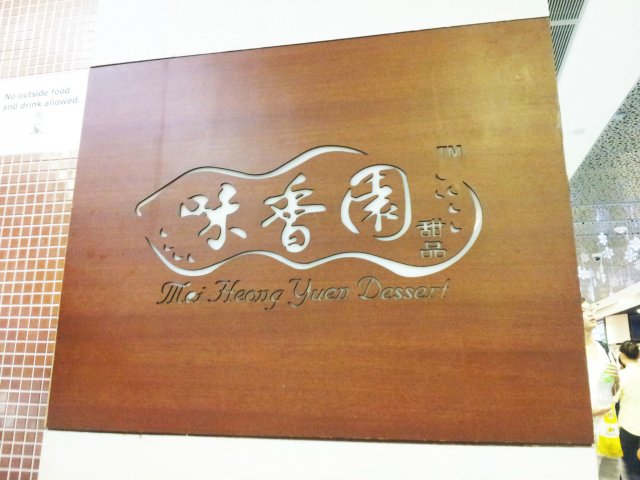 No outside food
and drink allowed.
味香園
TM
甜品
Mei Heong Yuen Dessert